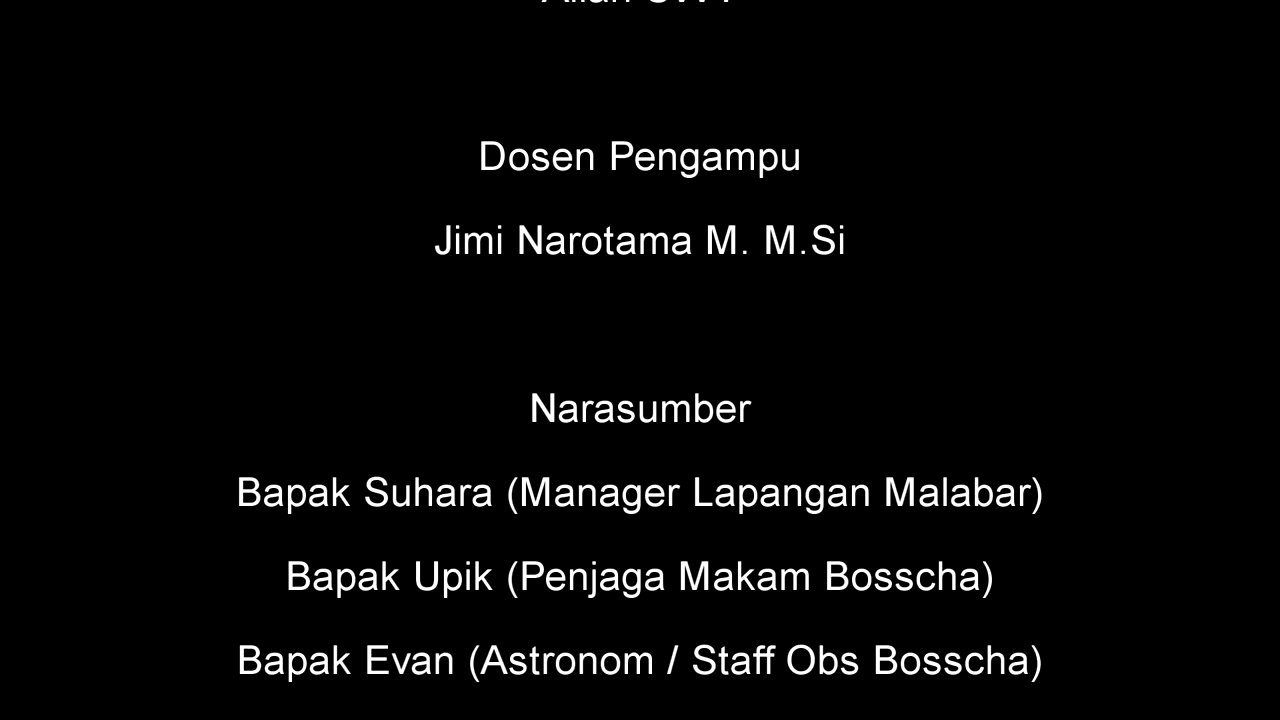 Dosen Pengampu
Jimi Narotama M. M.Si
Narasumber
Bapak Suhara (Manager Lapangan Malabar)
Bapak Upik (Penjaga Makam Bosscha)
Bapak Evan (Astronom / Staff Obs Bosscha)